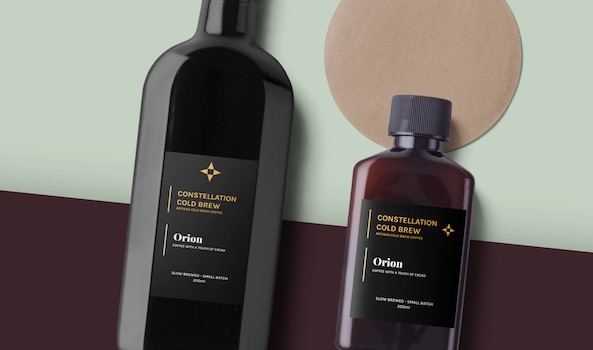 CONSTELLATION
COLD BREW
ARTISAN COLD BREW COFFEE
Orion
COFFEE WITH A TOUCH OF CACAO
SLOW BREWED - SMALL BATCH
200ml
CONSTELLATION
COLD BREW
ARTISAN COLD BREW COFFEE
Orion
COFFEE WITH A TOUCH OF CACAO
SLOW BREWED - SMALL BATCH
200ml